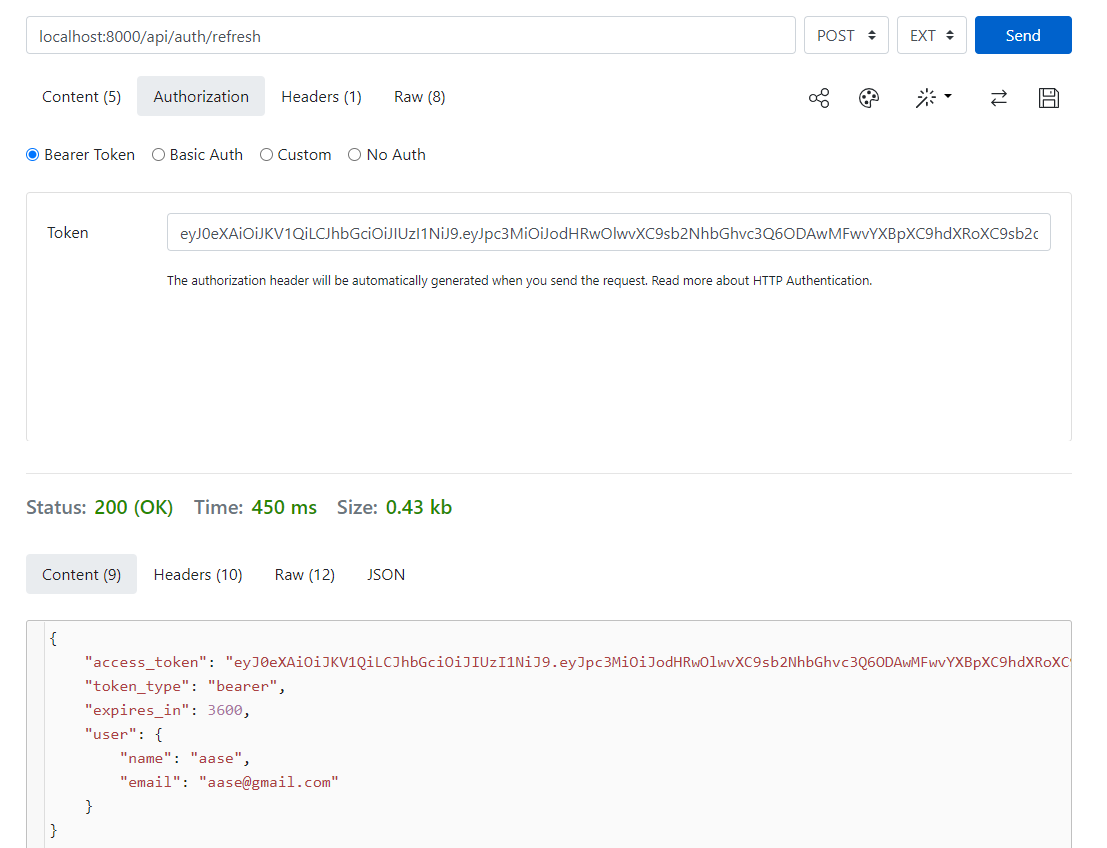 localhost:8000/api/auth/refresh POST EXT Send
Content (5) Authorization Headers (1) Raw (8)
Bearer Token Basic Auth Custom No Auth
Token eyJ0eXAiOiJKV1QiLCJhbGciOiJIUzI1NiJ9.eyJpc3MiOiJodHRwOlwvXC9sb2NhbGhvc3Q6ODAwMFwvYXBpXC9hdXRoXC9sb2c
The authorization header will be automatically generated when you send the request. Read more about HTTP Authentication.
Status: 200 (OK) Time: 450 ms Size: 0.43 kb
Content (9) Headers (10) Raw (12) JSON
{
"access_token": "eyJ0eXAiOiJKV1QiLCJhbGciOiJIUzI1NiJ9.eyJpc3MiOiJodHRwOlwvXC9sb2NhbGhvc3Q6ODAwMFwvYXBpXC9hdXRoXC9
"token_type": "bearer",
"expires_in": 3600,
"user": {
"name": "aase",
"email": "aase@gmail.com"
}
}